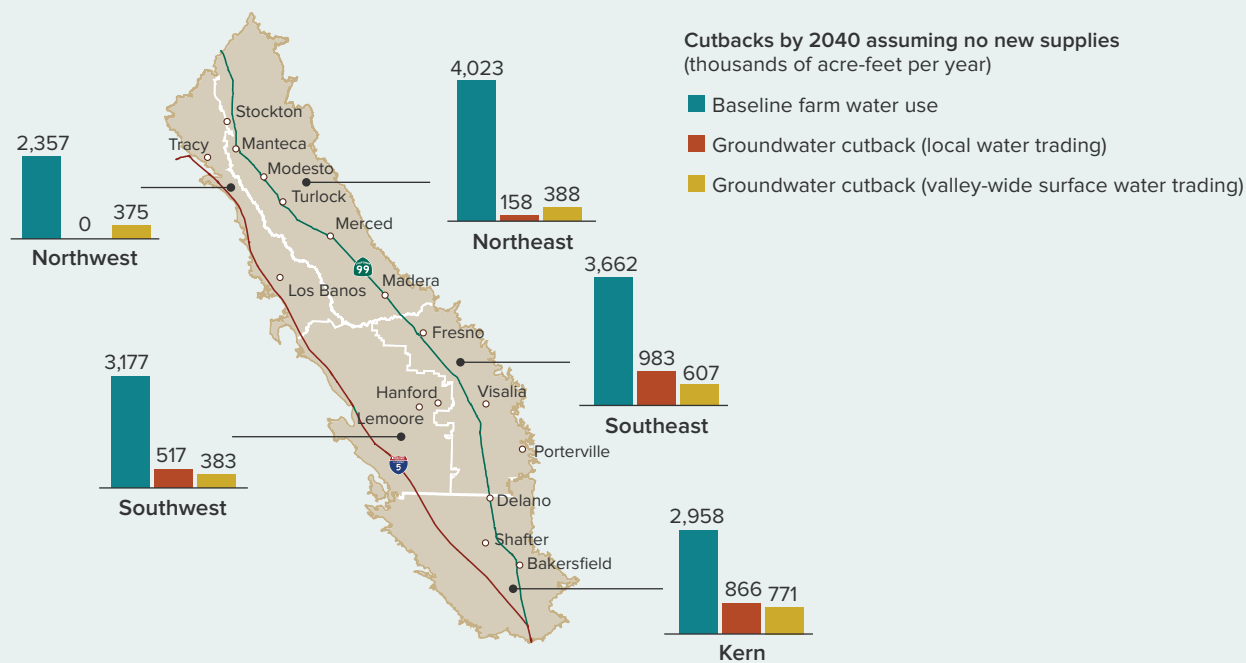 Cutbacks by 2040 assuming no new supplies
(thousands of acre-feet per year)
Baseline farm water use
Groundwater cutback (local water trading)
Groundwater cutback (valley-wide surface water trading)
4,023
158
388
Northeast
2,357
0
375
Northwest
3,662
983
607
Southeast
3,177
517
383
Southwest
2,958
866
771
Kern
Stockton
Tracy
Manteca
Modesto
Turlock
Merced
99
Los Banos
Madera
Fresno
Hanford
Visalia
Lemoore
Porterville
5
Delano
Shafter
Bakersfield